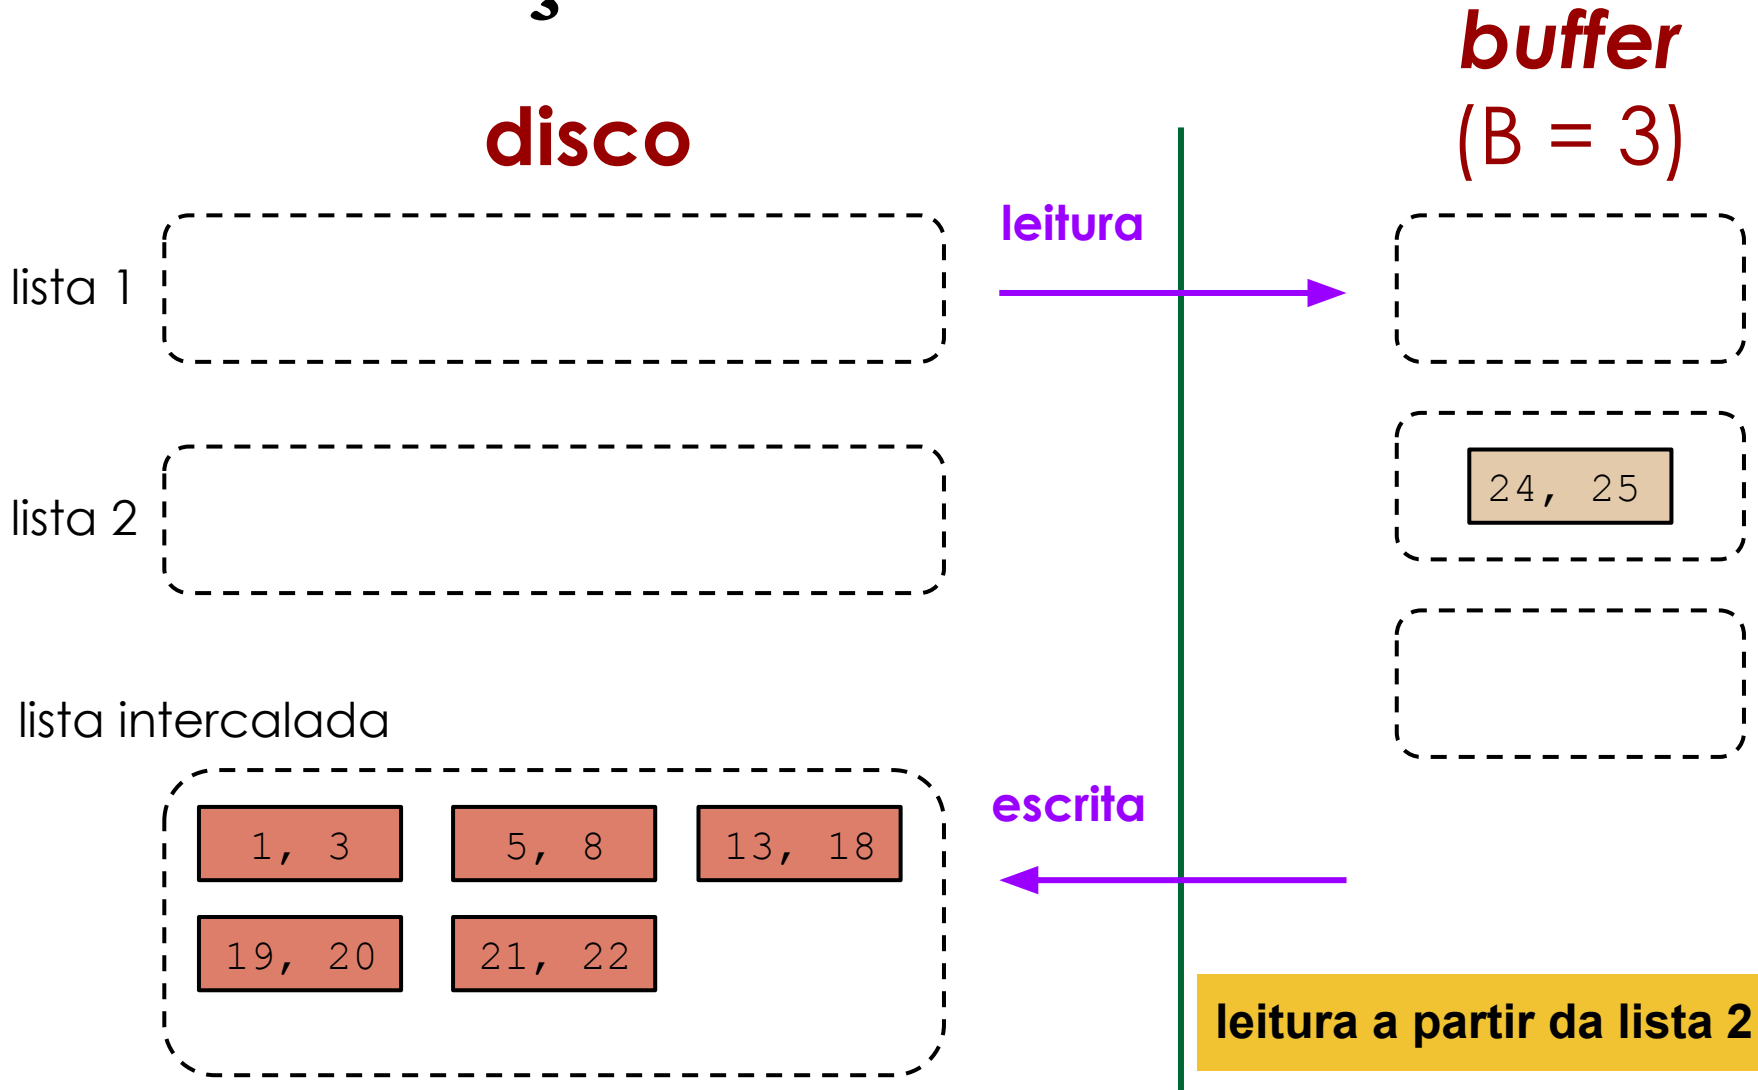 disco
buffer
(B = 3)
lista 1
leitura
lista 2
24, 25
lista intercalada
1, 3
5, 8
13, 18
escrita
19, 20
21, 22
leitura a partir da lista 2